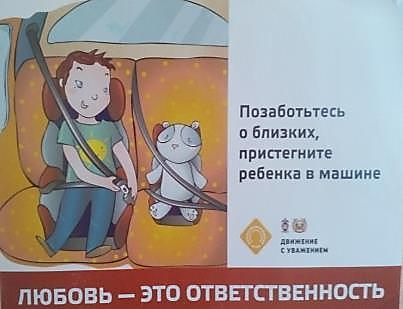 Позаботьтесь
о близких,
пристегните
ребенка в машине
ДВИЖЕНИЕ
С УВАЖЕНИЕМ
ЛЮБОВЬ — ЭТО ОТВЕТСТВЕННОСТЬ